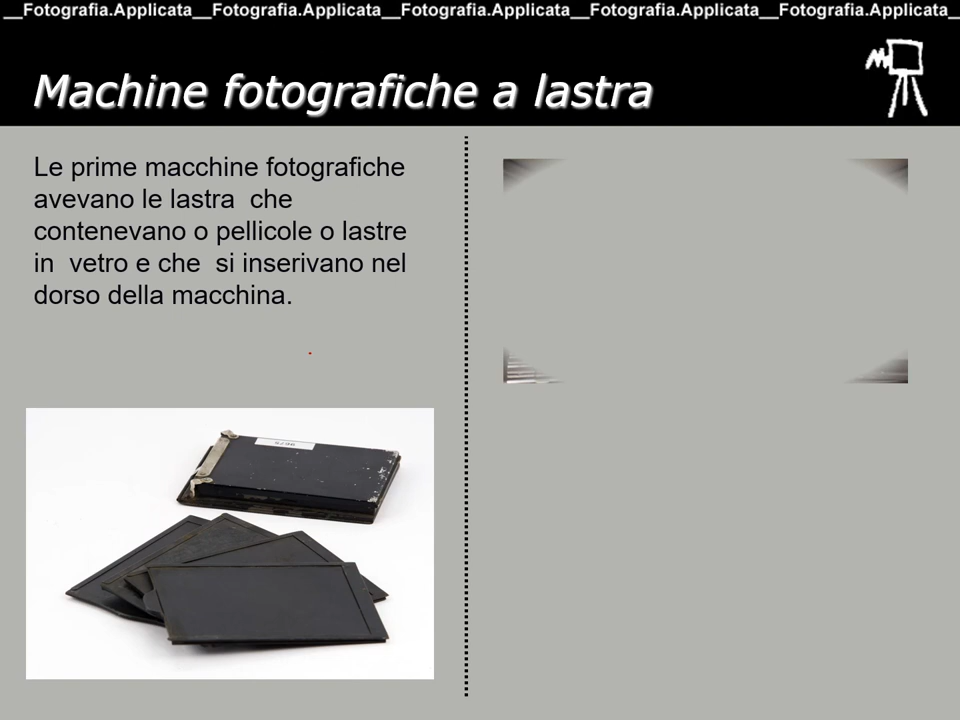 __Fotografia.Applicata__Fotografia.Applicata__Fotografia.Applicata__Fotografia.Applicata__Fotografia.Applicata__
Machine fotografiche a lastra
Le prime macchine fotografiche
avevano le lastra  che
contenevano o pellicole o lastre
in  vetro e che  si inserivano nel
dorso della macchina.